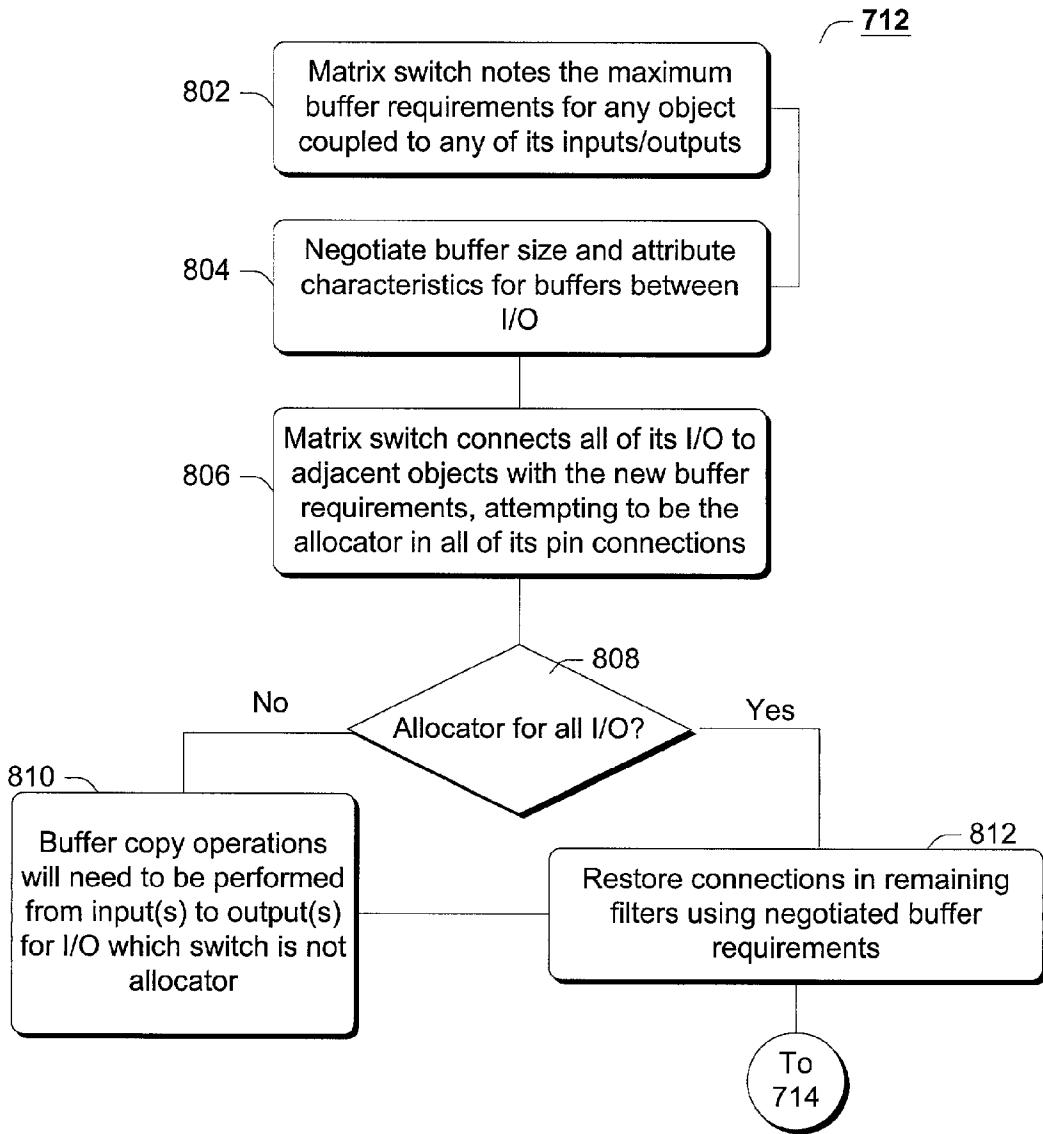 712
802
Matrix switch notes the maximum
buffer requirements for any object
coupled to any of its inputs/outputs
804
Negotiate buffer size and attribute
characteristics for buffers between
I/O
806
Matrix switch connects all of its I/O to
adjacent objects with the new buffer
requirements, attempting to be the
allocator in all of its pin connections
808
No
Allocator for all I/O?
Yes
810
Buffer copy operations
will need to be performed
from input(s) to output(s)
for I/O which switch is not
allocator
812
Restore connections in remaining
filters using negotiated buffer
requirements
To
714